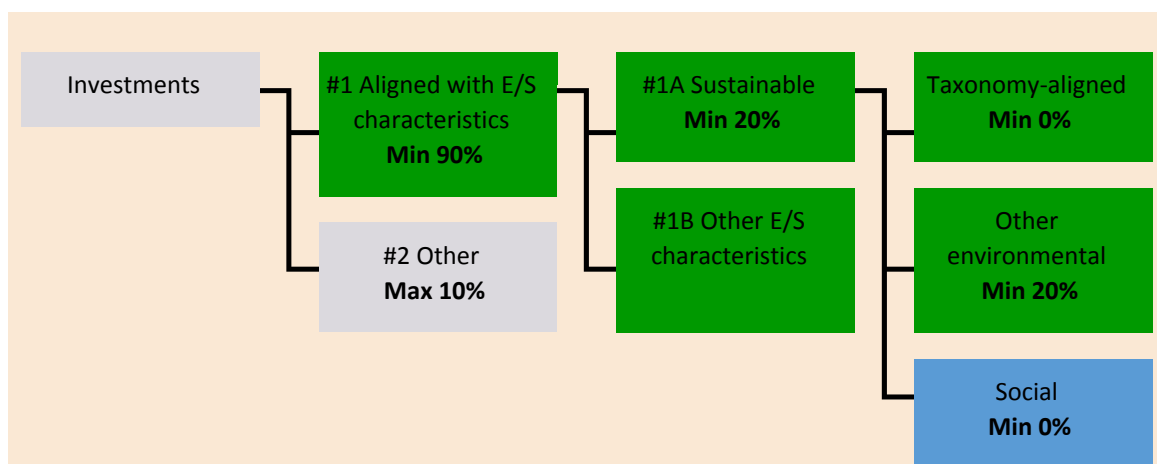 Investments
#1 Aligned with E/S
characteristics
Min 90%
#2 Other
Max 10%
#1A Sustainable
Min 20%
#1B Other E/S
characteristics
Taxonomy-aligned
Min 0%
Other
environmental
Min 20%
Social
Min 0%